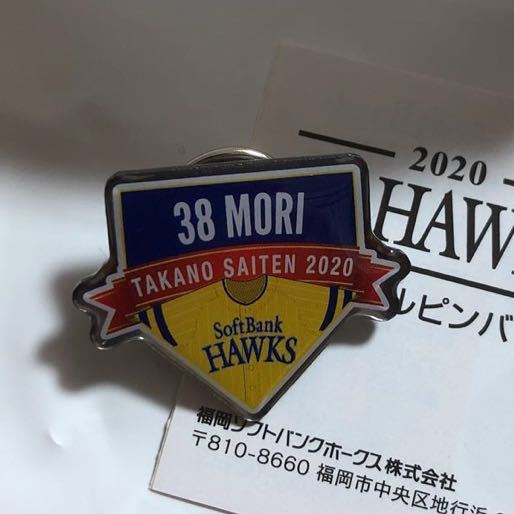 38 MORI
TAKANO SAITEN 2020
SoftBank
HAWKS
2020
HAW
ルピンバ
福岡ソフトバンクホークス株式会社
〒810-8660 福岡市中央区地行浜